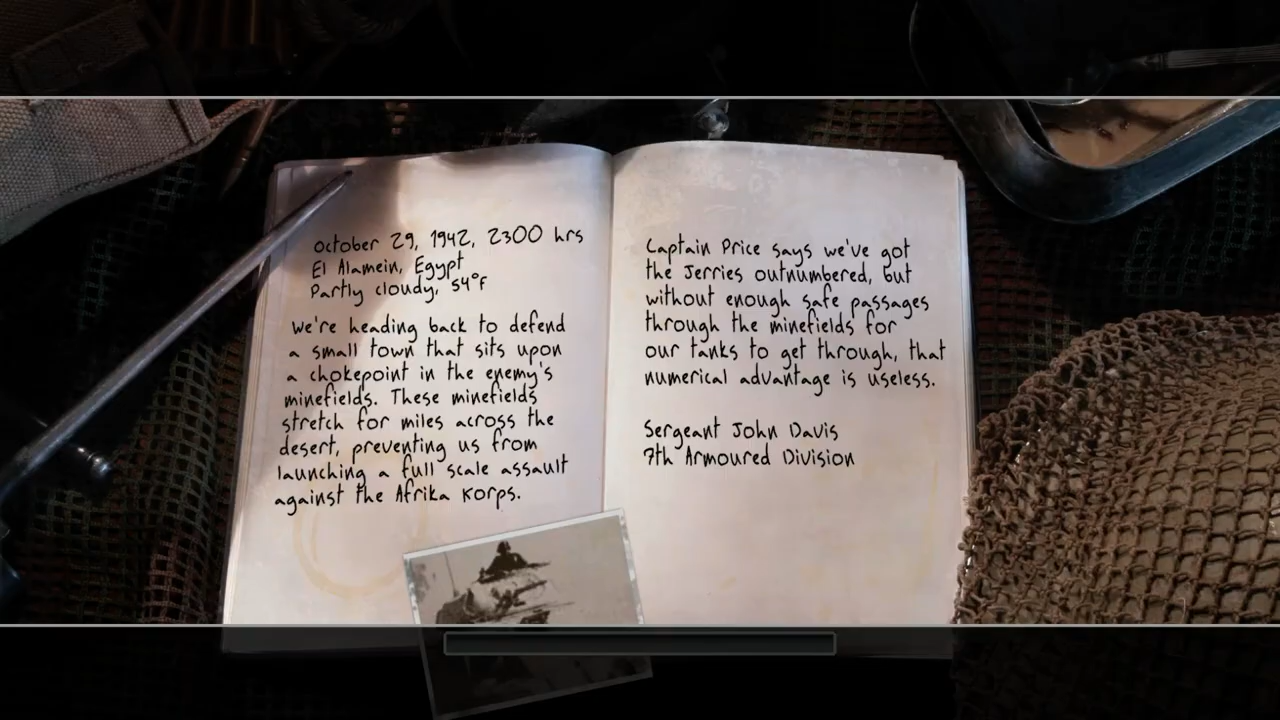 October 29, 1942, 2300 hrs
El Alamein, Egypt
Partly cloudy, 54°F
We're heading back to defend
a small town that sits upon
a chokepoint in the enemy's
minefields. These minefields
stretch for miles across the
desert, preventing us from
launching a full scale assault
against the Afrika Korps.
Captain Price says we've got
the Jerries outnumbered, but
without enough safe passages
through the minefields for
our tanks to get through, that
numerical advantage is useless.
Sergeant John Davis
7th Armoured Division